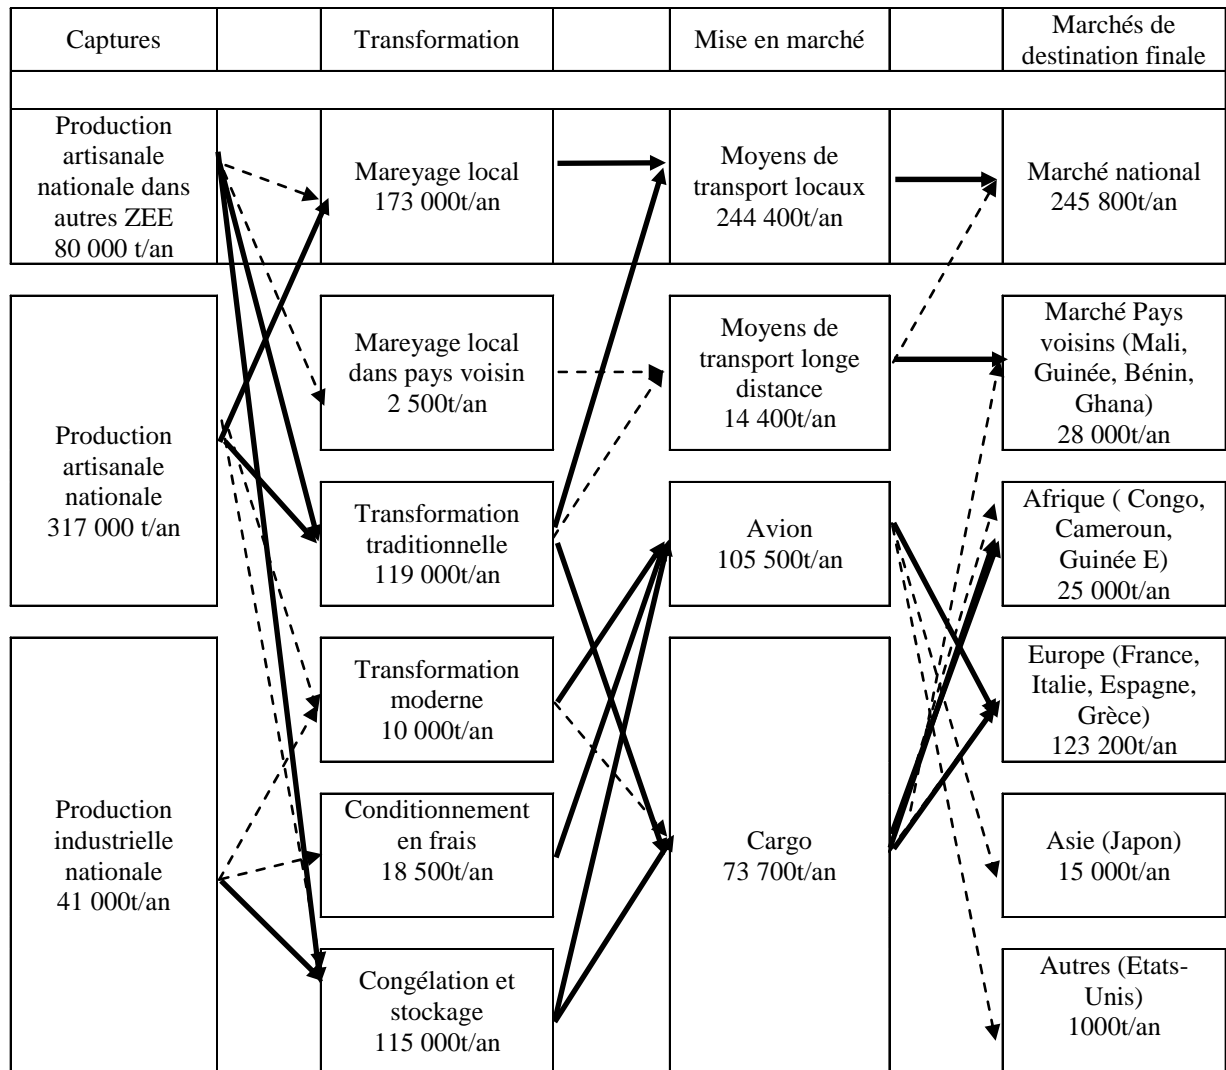 Captures
Transformation
Mise en marché
Marchés de
destination finale
Production
artisanale
nationale dans
autres ZEE
80 000 t/an
Mareyage local
173 000t/an
Moyens de
transport locaux
244 400t/an
Marché national
245 800t/an
Production
artisanale
nationale
317 000 t/an
Mareyage local
dans pays voisin
2 500t/an
Moyens de
transport longe
distance
14 400t/an
Marché Pays
voisins (Mali,
Guinée, Bénin,
Ghana)
28 000t/an
Transformation
traditionnelle
119 000t/an
Avion
105 500t/an
Afrique ( Congo,
Cameroun,
Guinée E)
25 000t/an
Production
industrielle
nationale
41 000t/an
Transformation
moderne
10 000t/an
Cargo
73 700t/an
Europe (France,
Italie, Espagne,
Grèce)
123 200t/an
Conditionnement
en frais
18 500t/an
Asie (Japon)
15 000t/an
Congélation et
stockage
115 000t/an
Autres (Etats-
Unis)
1000t/an